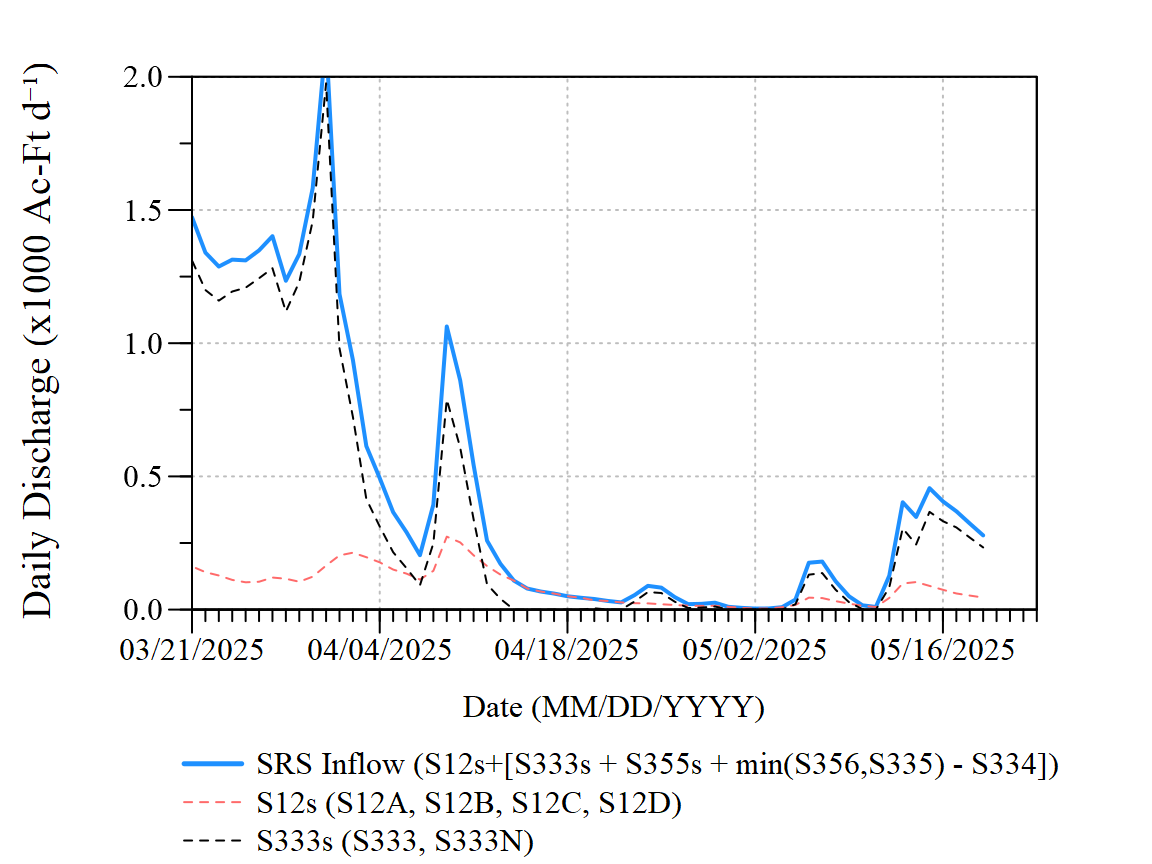 Daily Discharge (x1000 Ac-Ft d⁻¹)
2.0
1.5
1.0
0.5
0.0
03/21/2025 04/04/2025 04/18/2025 05/02/2025 05/16/2025
Date (MM/DD/YYYY)
SRS Inflow (S12s+[S333s + S355s + min(S356,S335) - S334])
S12s (S12A, S12B, S12C, S12D)
S333s (S333, S333N)